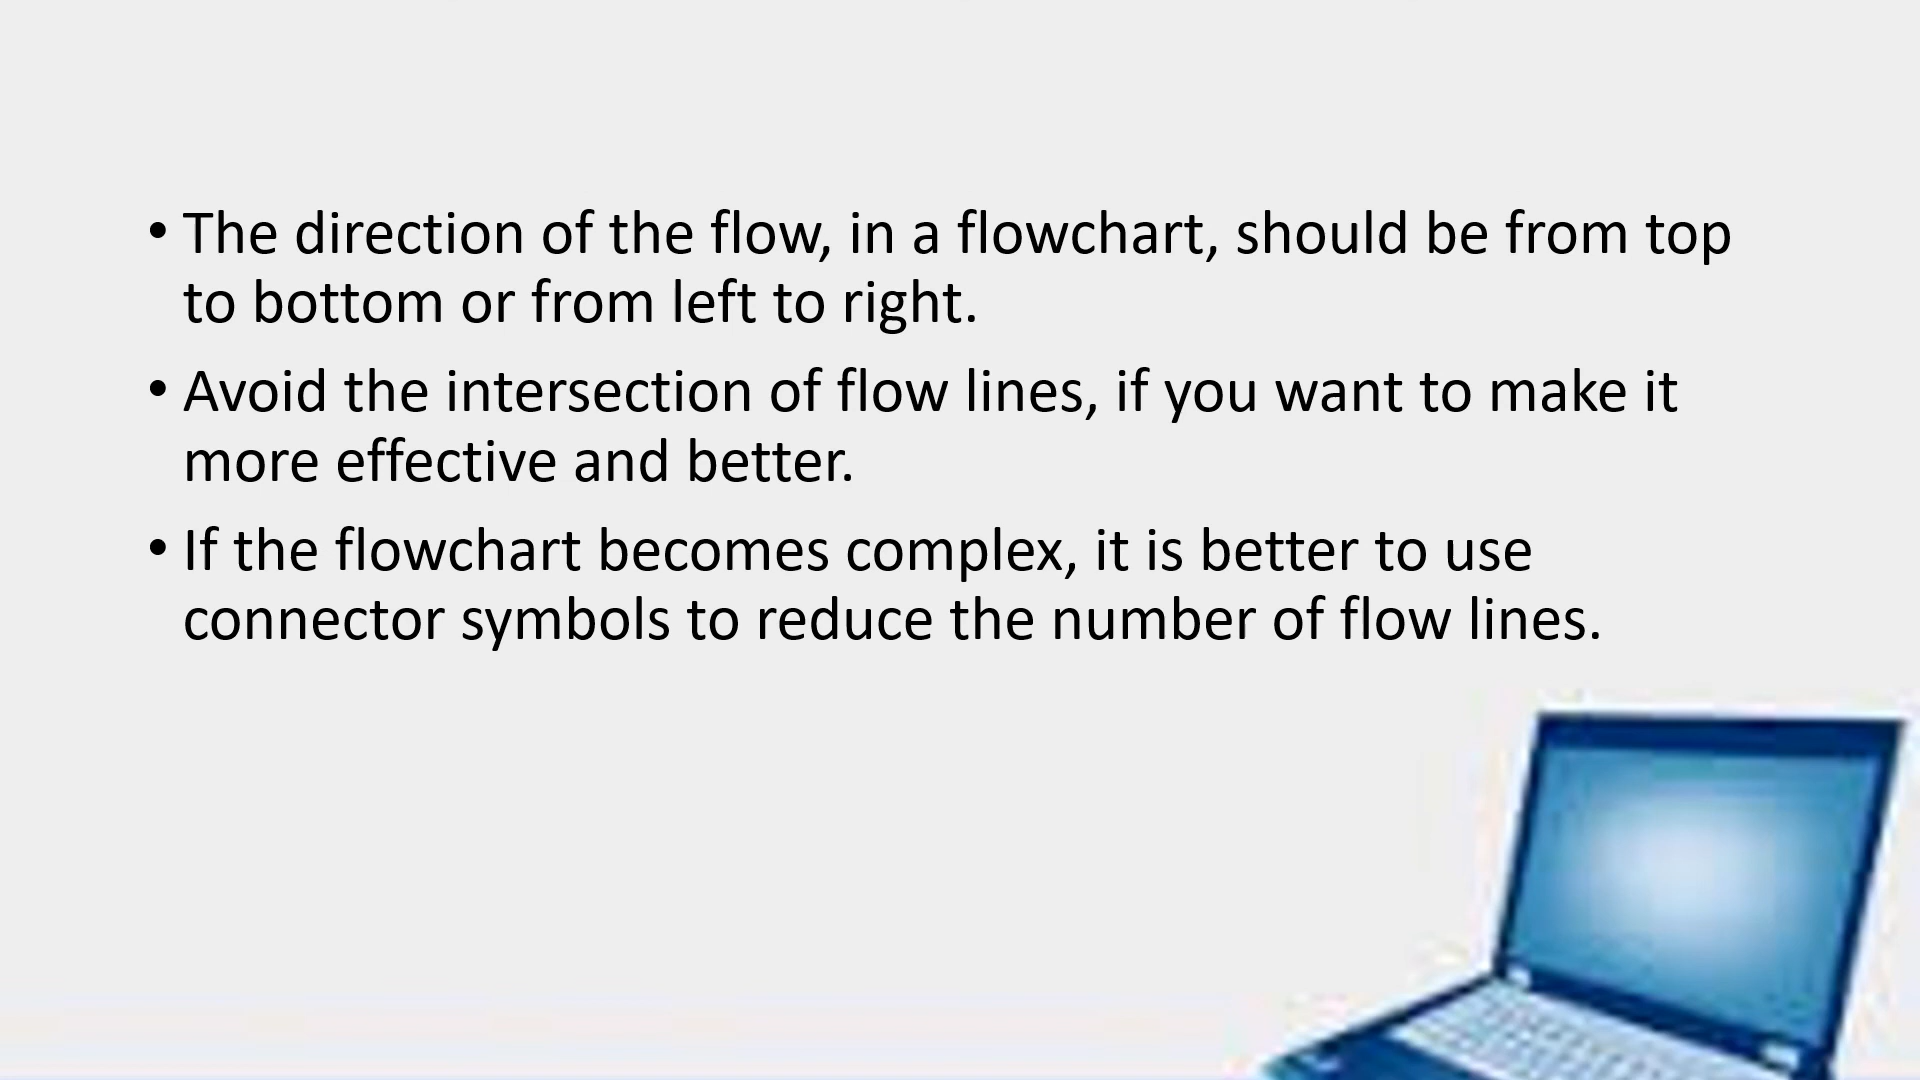 • The direction of the flow, in a flowchart, should be from top
to bottom or from left to right.
• Avoid the intersection of flow lines, if you want to make it
more effective and better.
• If the flowchart becomes complex, it is better to use
connector symbols to reduce the number of flow lines.